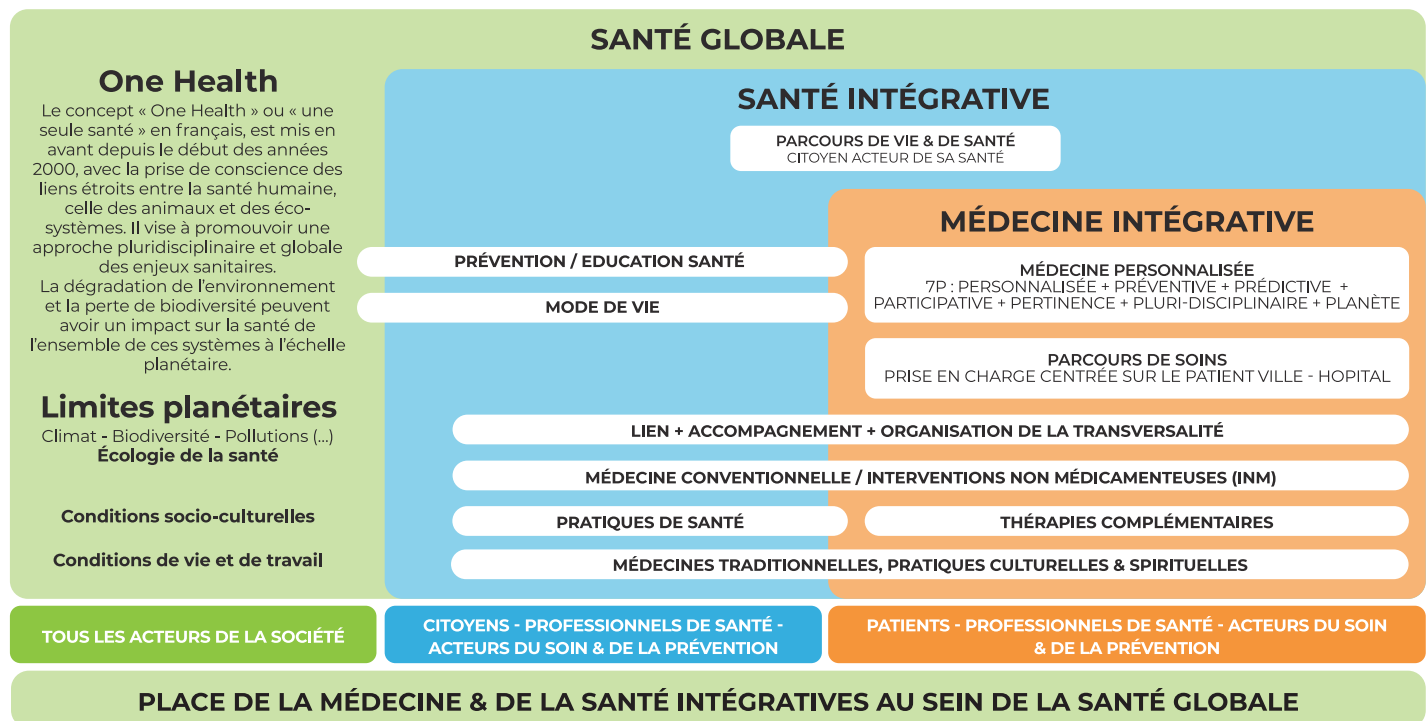 SANTÉ GLOBALE
One Health
Le concept « One Health » ou « une
seule santé » en français, est mis en
avant depuis le début des années
2000, avec la prise de conscience des
liens étroits entre la santé humaine,
celle des animaux et des éco-
systèmes. Il vise à promouvoir une
approche pluridisciplinaire et globale
des enjeux sanitaires.
La dégradation de l'environnement
et la perte de biodiversité peuvent
avoir un impact sur la santé de
l'ensemble de ces systèmes à l'échelle
planétaire.
Limites planétaires
Climat - Biodiversité - Pollutions (...)
Écologie de la santé
Conditions socio-culturelles
Conditions de vie et de travail
SANTÉ INTÉGRATIVE
PARCOURS DE VIE & DE SANTÉ
CITOYEN ACTEUR DE SA SANTÉ
PRÉVENTION / EDUCATION SANTÉ
MODE DE VIE
MÉDECINE INTÉGRATIVE
MÉDECINE PERSONNALISÉE
7P : PERSONNALISÉE + PRÉVENTIVE + PRÉDICTIVE +
PARTICIPATIVE + PERTINENCE + PLURI-DISCIPLINAIRE + PLANÈTE
PARCOURS DE SOINS
PRISE EN CHARGE CENTRÉE SUR LE PATIENT VILLE - HOPITAL
LIEN + ACCOMPAGNEMENT + ORGANISATION DE LA TRANSVERSALITÉ
MÉDECINE CONVENTIONNELLE / INTERVENTIONS NON MÉDICAMENTEUSES (INM)
PRATIQUES DE SANTÉ
THÉRAPIES COMPLÉMENTAIRES
MÉDECINES TRADITIONNELLES, PRATIQUES CULTURELLES & SPIRITUELLES
TOUS LES ACTEURS DE LA SOCIÉTÉ
CITOYENS - PROFESSIONNELS DE SANTÉ -
ACTEURS DU SOIN & DE LA PRÉVENTION
PATIENTS - PROFESSIONNELS DE SANTÉ - ACTEURS DU SOIN
& DE LA PRÉVENTION
PLACE DE LA MÉDECINE & DE LA SANTÉ INTÉGRATIVES AU SEIN DE LA SANTÉ GLOBALE